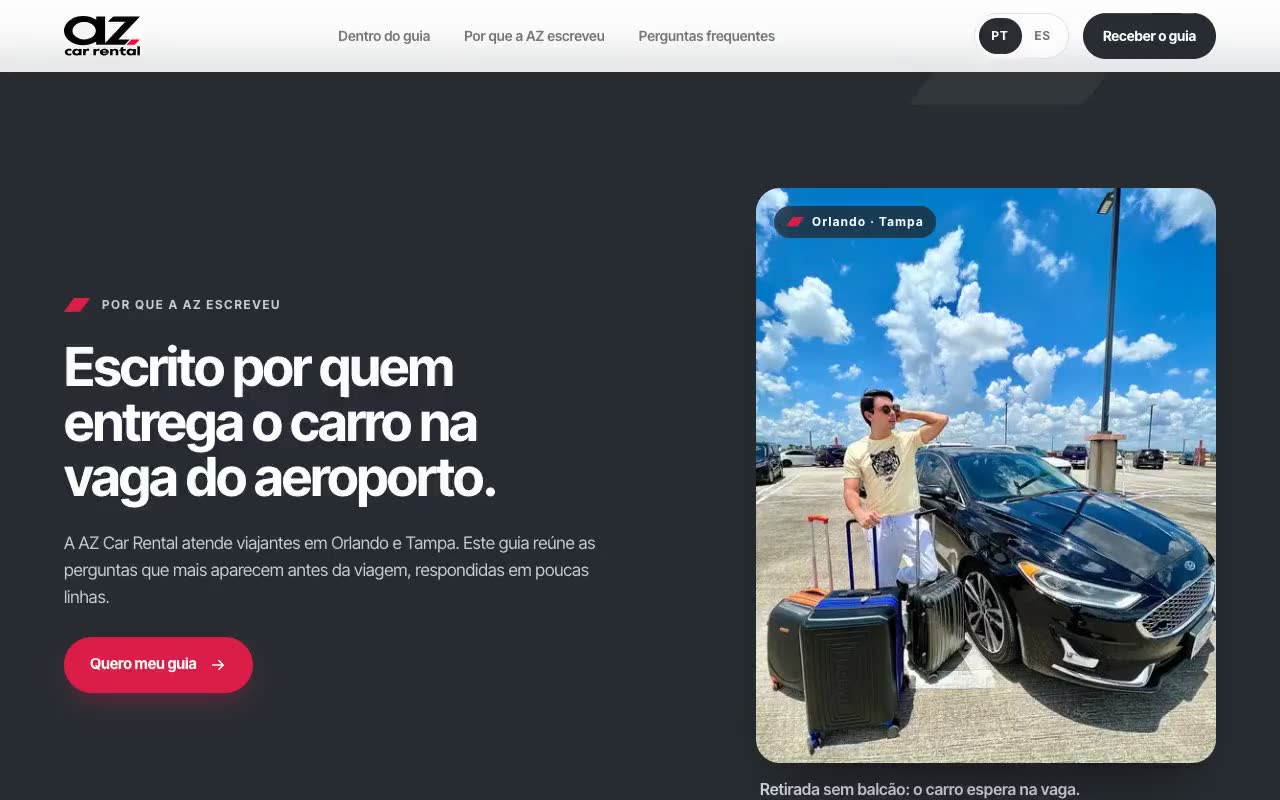 az
car rental
Dentro do guia
Por que a AZ escreveu
Perguntas frequentes
PT
ES
Receber o guia
POR QUE A AZ ESCREVEU
Escrito por quem
entrega o carro na
vaga do aeroporto.
A AZ Car Rental atende viajantes em Orlando e Tampa. Este guia reúne as
perguntas que mais aparecem antes da viagem, respondidas em poucas
linhas.
Quero meu guia →
Orlando · Tampa
Retirada sem balcão: o carro espera na vaga.